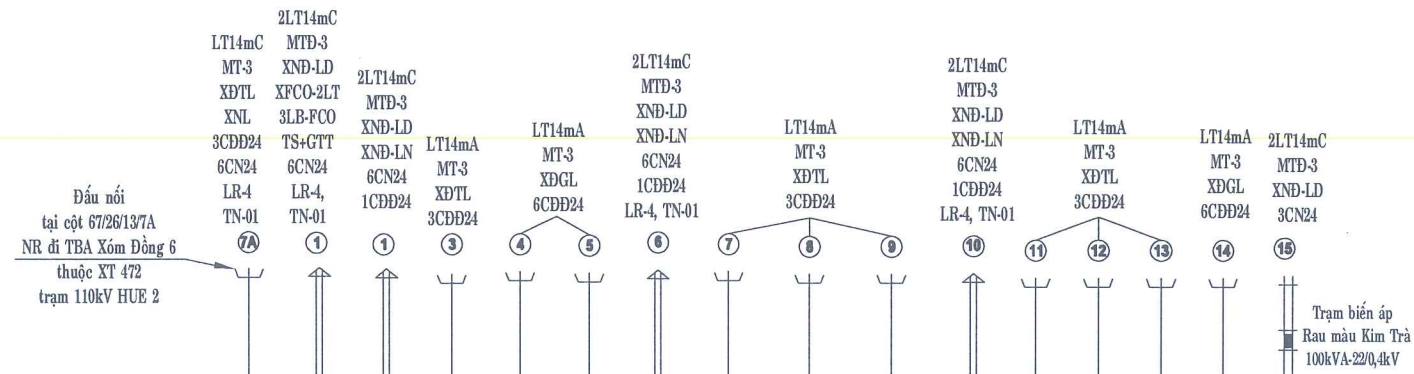 Đấu nối
tại cột 67/26/13/7A
NR đi TBA Xóm Đồng 6
thuộc XT 472
trạm 110kV HUE 2
LT14mC
MT-3
XĐTL
XNL
3CĐĐ24
6CN24
LR-4
TN-01
7A
2LT14mC
MTĐ-3
XNĐ-LD
XFCO-2LT
3LB-FCO
TS+GTT
6CN24
LR-4,
TN-01
1
2LT14mC
MTĐ-3
XNĐ-LD
XNĐ-LN
6CN24
1CĐĐ24
1
LT14mA
MT-3
XĐTL
3CĐĐ24
3
LT14mA
MT-3
XĐGL
6CĐĐ24
4
5
2LT14mC
MTĐ-3
XNĐ-LD
XNĐ-LN
6CN24
1CĐĐ24
LR-4, TN-01
6
LT14mA
MT-3
XĐTL
3CĐĐ24
7
8
9
2LT14mC
MTĐ-3
XNĐ-LD
XNĐ-LN
6CN24
1CĐĐ24
LR-4, TN-01
10
LT14mA
MT-3
XĐTL
3CĐĐ24
11
12
13
LT14mA
MT-3
XĐGL
6CĐĐ24
14
2LT14mC
MTĐ-3
XNĐ-LD
3CN24
15
Trạm biến áp
Rau màu Kim Trà
100kVA-22/0,4kV